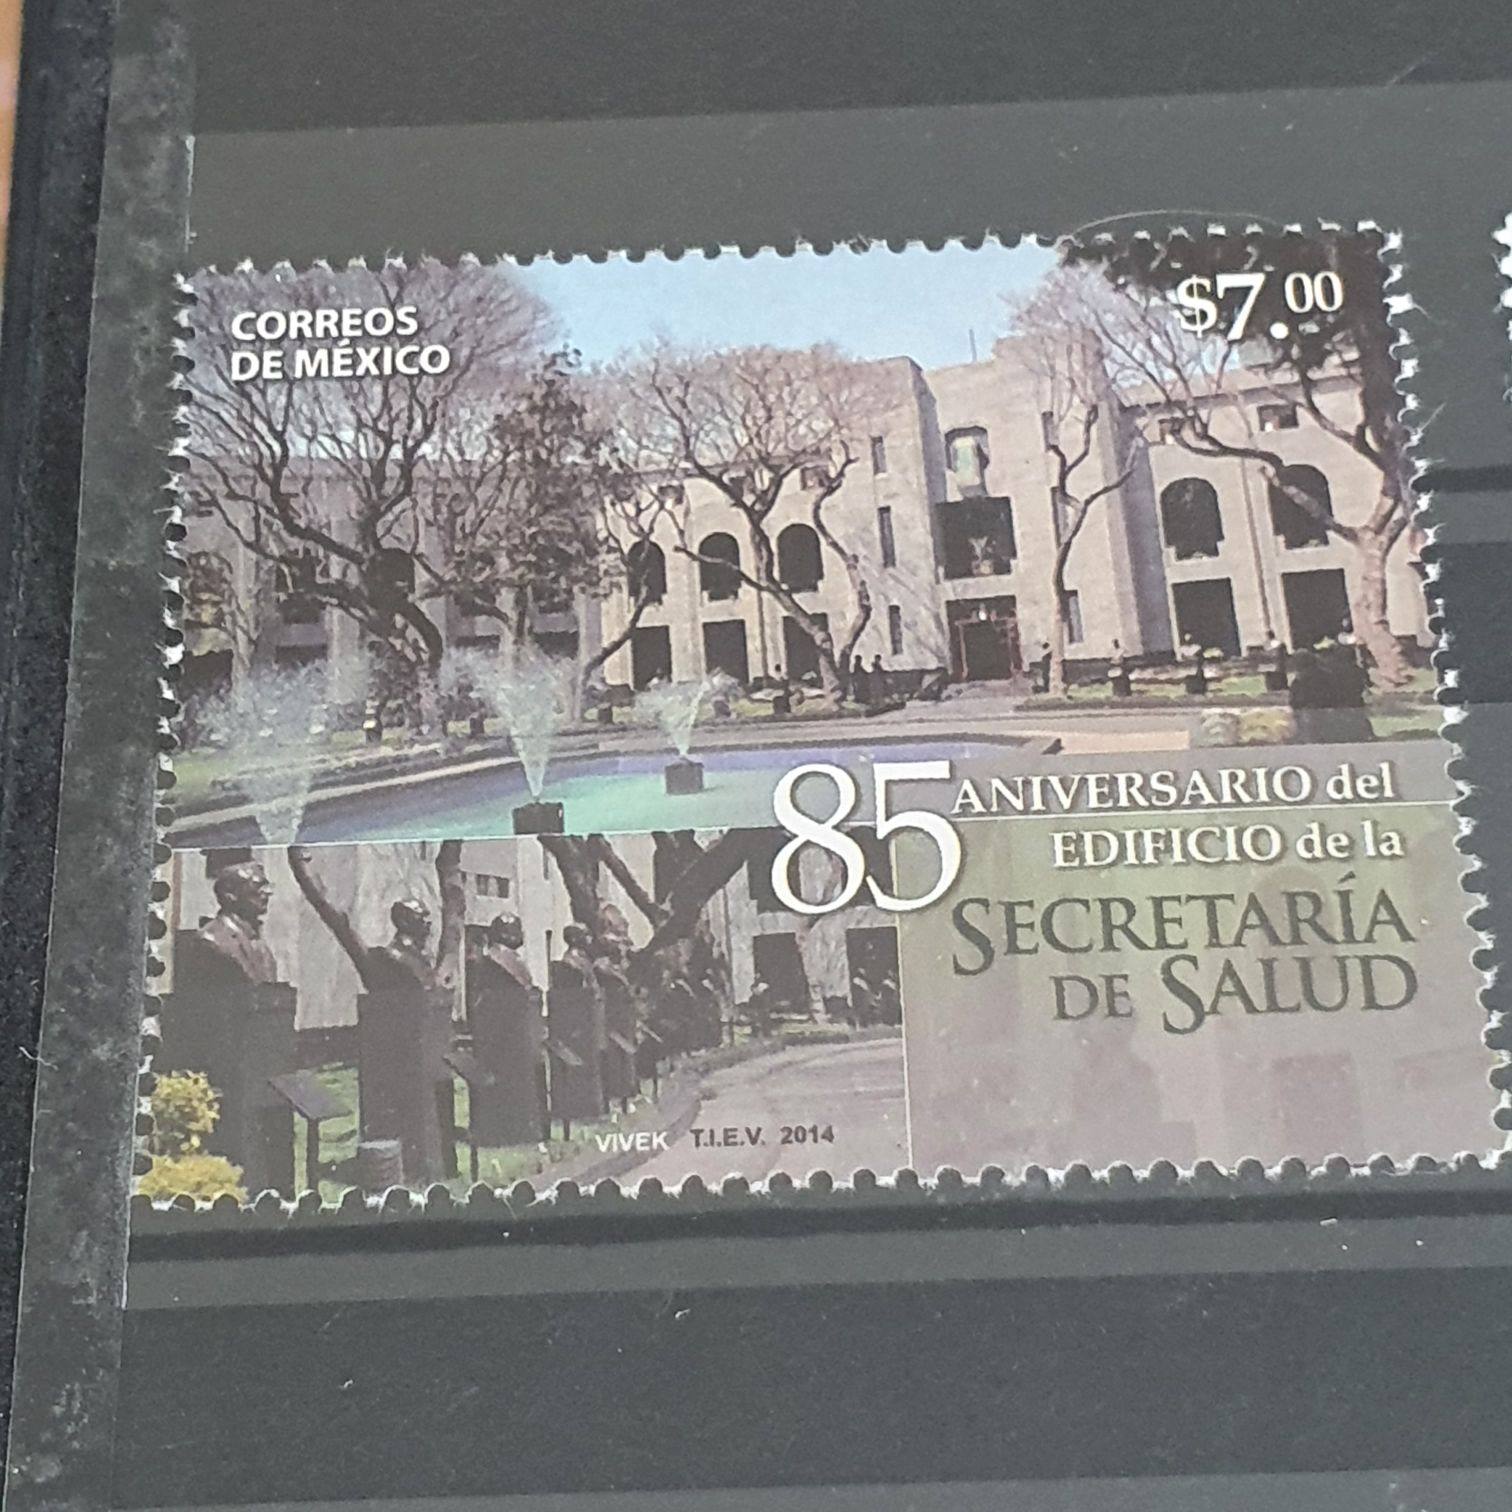 CORREOS
DE MÉXICO
$7.00
85 ANIVERSARIO del
EDIFICIO de la
SECRETARÍA
DE SALUD
VIVEK T.I.E.V. 2014